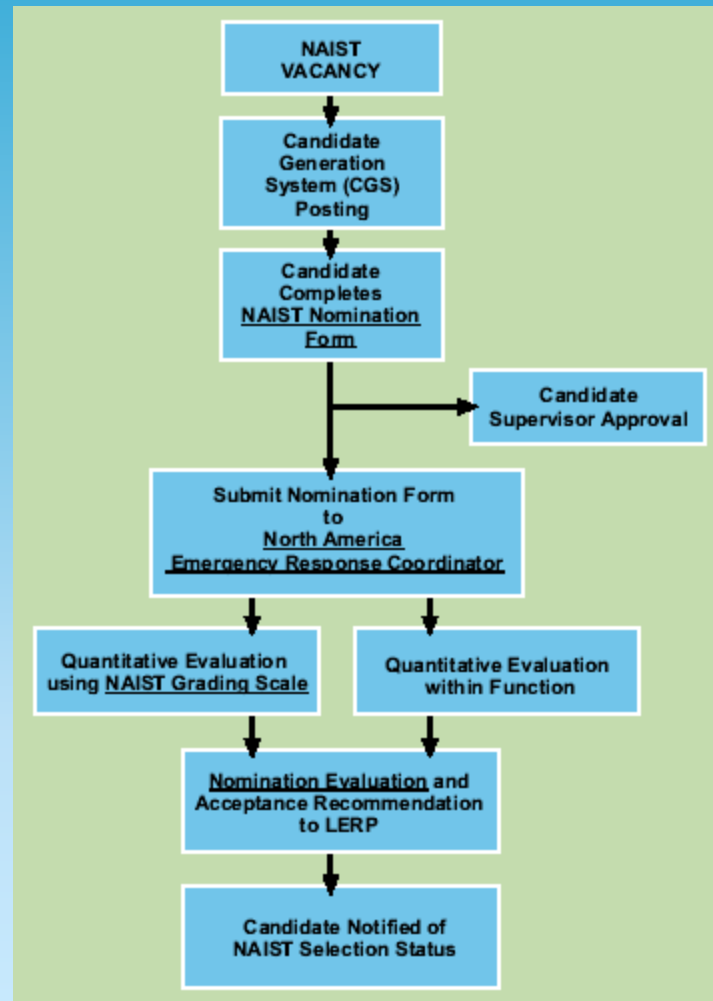 NAIST
VACANCY
Candidate
Generation
System (CGS)
Posting
Candidate
Completes
NAIST Nomination
Form
Candidate
Supervisor Approval
Submit Nomination Form
to
North America
Emergency Response Coordinator
Quantitative Evaluation
using NAIST Grading Scale
Quantitative Evaluation
within Function
Nomination Evaluation and
Acceptance Recommendation
to LERP
Candidate Notified of
NAIST Selection Status